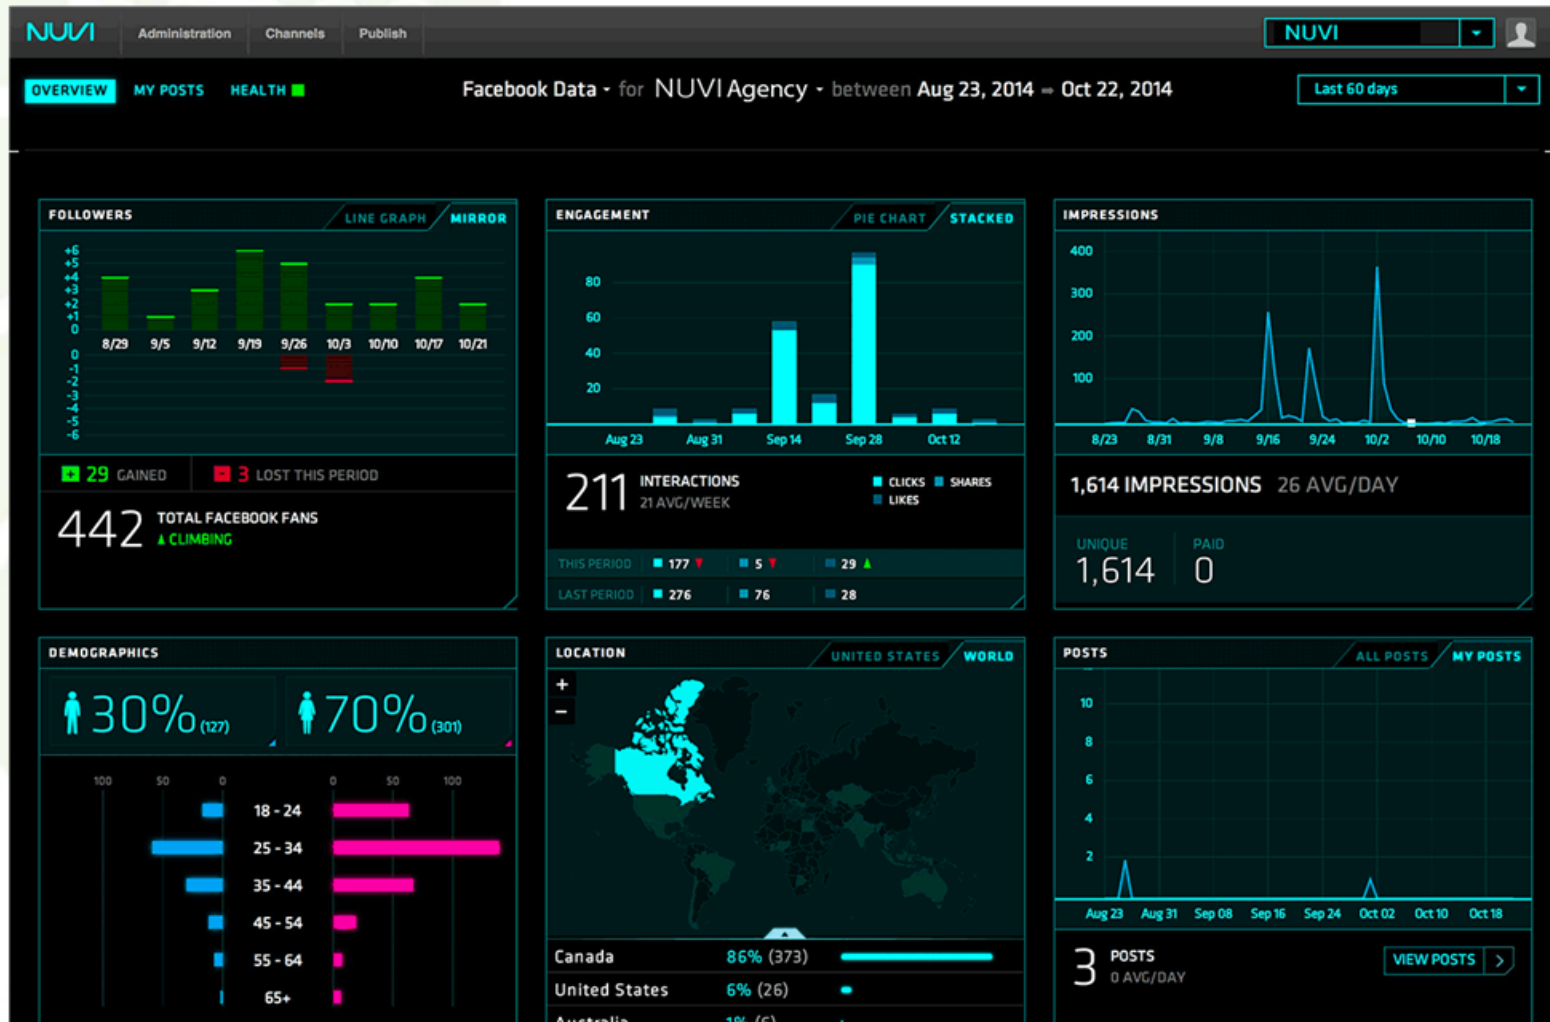 NUVI Administration Channels Publish NUVI
OVERVIEW MY POSTS HEALTH Facebook Data - for NUVI Agency - between Aug 23, 2014 - Oct 22, 2014 Last 60 days
FOLLOWERS LINE GRAPH MIRROR
+6
+5
+4
+3
+2
+1
0
8/29 9/5 9/12 9/19 9/26 10/3 10/10 10/17 10/21
0
-1
-2
-3
-4
-5
-6
+ 29 GAINED - 3 LOST THIS PERIOD
442 TOTAL FACEBOOK FANS
CLIMBING
ENGAGEMENT PIE CHART STACKED
80
60
40
20
Aug 23 Aug 31 Sep 14 Sep 28 Oct 12
211 INTERACTIONS
21 AVG/WEEK
CLICKS SHARES
LIKES
THIS PERIOD 177 5 29
LAST PERIOD 276 76 28
IMPRESSIONS
400
300
200
100
8/23 8/31 9/8 9/16 9/24 10/2 10/10 10/18
1,614 IMPRESSIONS 26 AVG/DAY
UNIQUE PAID
1,614 0
DEMOGRAPHICS
30% (127) 70% (301)
100 50 0 0 50 100
18 - 24
25 - 34
35 - 44
45 - 54
55 - 64
65+
LOCATION UNITED STATES WORLD
+
-
Canada 86% (373)
United States 6% (26)
Australia 1% (6)
POSTS ALL POSTS MY POSTS
10
8
6
4
2
Aug 23 Aug 31 Sep 08 Sep 16 Sep 24 Oct 02 Oct 10 Oct 18
3 POSTS
0 AVG/DAY
VIEW POSTS >